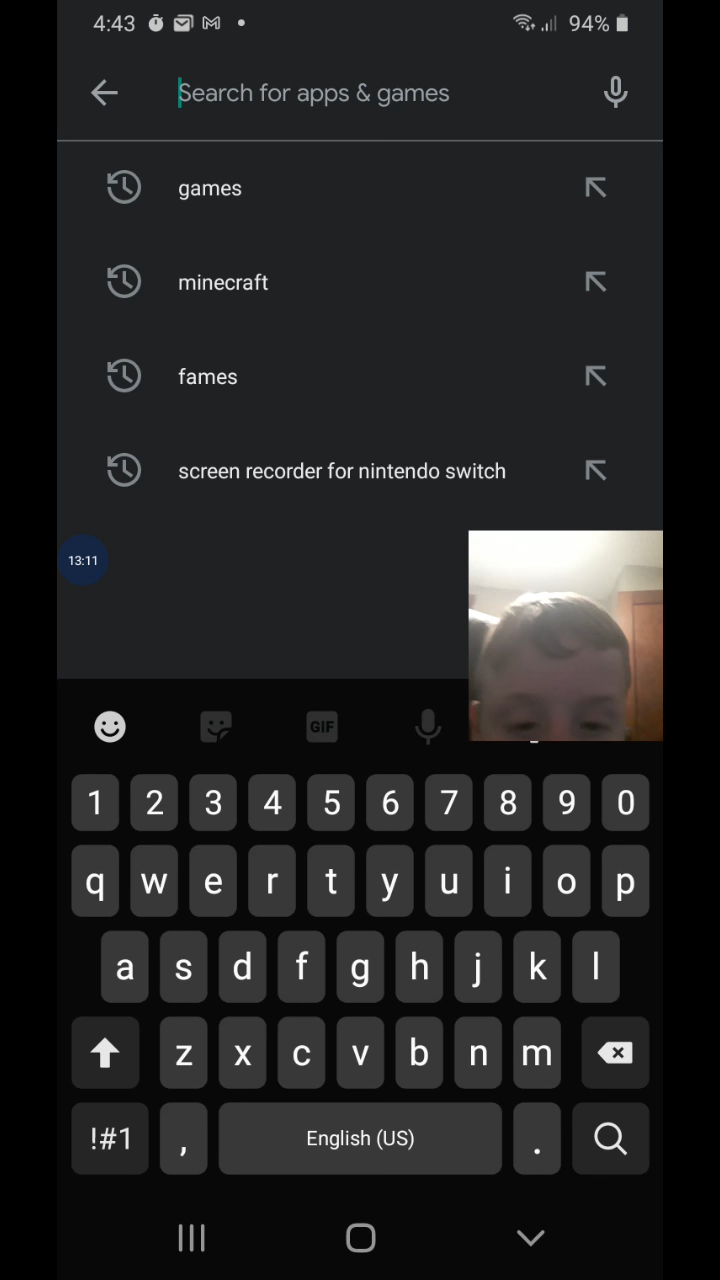 4:43
94%
Search for apps & games
games
minecraft
fames
screen recorder for nintendo switch
13:11
GIF
1 2 3 4 5 6 7 8 9 0
q w e r t y u i o p
a s d f g h j k l
z x c v b n m
!#1 , English (US) .